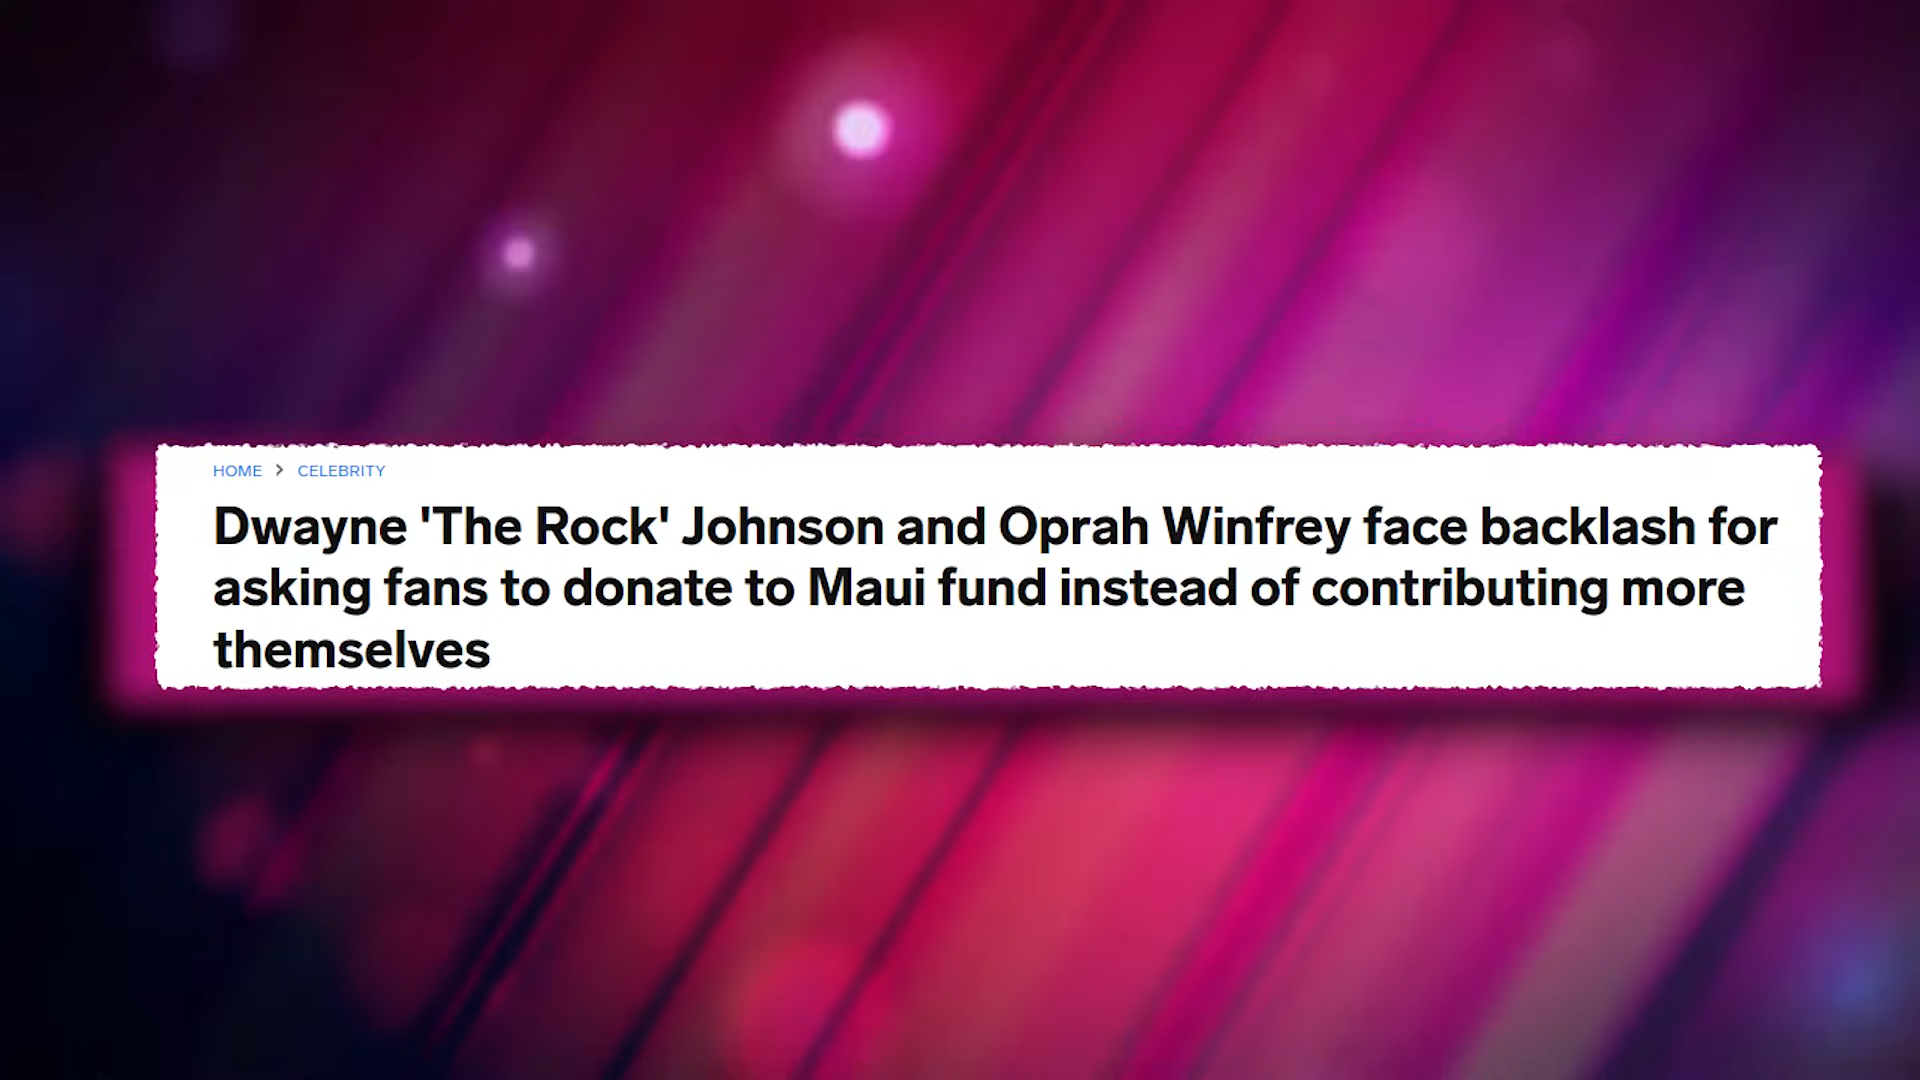 HOME > CELEBRITY
Dwayne 'The Rock' Johnson and Oprah Winfrey face backlash for
asking fans to donate to Maui fund instead of contributing more
themselves